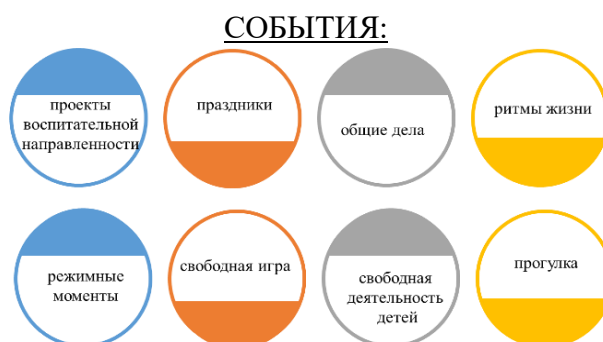 СОБЫТИЯ:
проекты
воспитательной
направленности
праздники
общие дела
ритмы жизни
режимные
моменты
свободная игра
свободная
деятельность
детей
прогулка